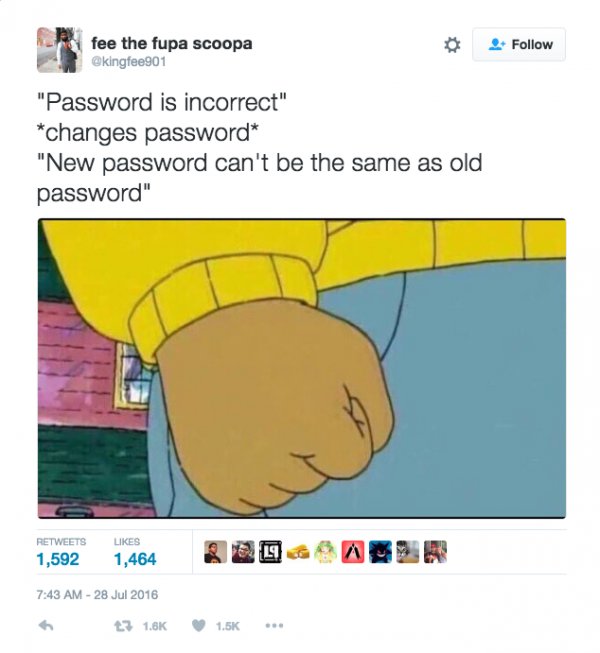 fee the fupa scoopa
Follow
@kingfee901
"Password is incorrect"
*changes password*
"New password can't be the same as old
password"
RETWEETS LIKES
1,592 1,464
7:43 AM - 28 Jul 2016
1.6K 1.5K